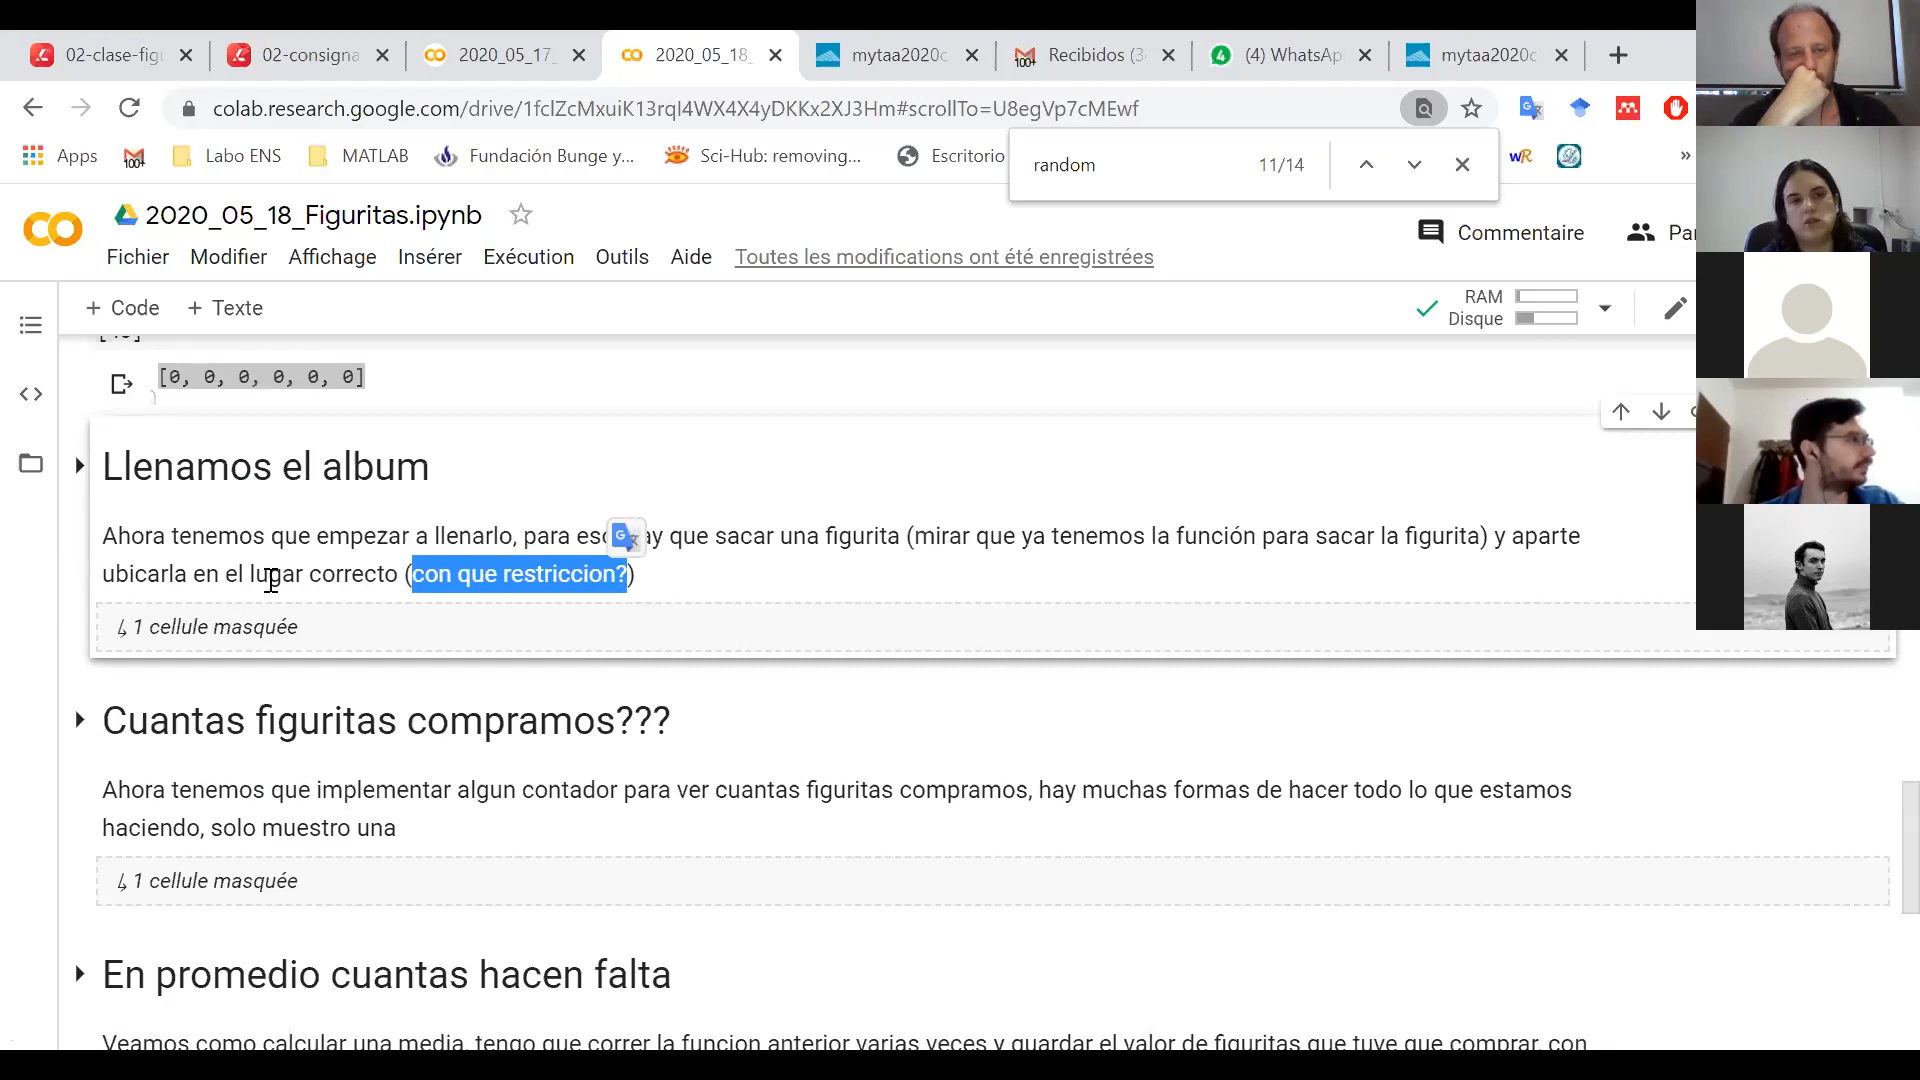 02-clase-fig
02-consigna
2020_05_17_
2020_05_18_
mytaa2020c
Recibidos (3
(4) WhatsAp
mytaa2020c
colab.research.google.com/drive/1fclZcMxuiK13rqI4WX4X4yDKKx2XJ3Hm#scrollTo=U8egVp7cMEwf
Apps
100+
Labo ENS
MATLAB
Fundación Bunge y...
Sci-Hub: removing...
Escritorio
random
11/14
2020_05_18_Figuritas.ipynb
Commentaire
Fichier Modifier Affichage Insérer Exécution Outils Aide Toutes les modifications ont été enregistrées
+ Code + Texte
RAM
Disque
[0, 0, 0, 0, 0, 0]
Llenamos el album
Ahora tenemos que empezar a llenarlo, para que sacar una figurita (mirar que ya tenemos la función para sacar la figurita) y aparte
ubicarla en el lugar correcto (con que restriccion?)
1 cellule masquée
Cuantas figuritas compramos???
Ahora tenemos que implementar algun contador para ver cuantas figuritas compramos, hay muchas formas de hacer todo lo que estamos
haciendo, solo muestro una
1 cellule masquée
En promedio cuantas hacen falta
Veamos como calcular una media, tengo que correr la funcion anterior varias veces y guardar el valor de figuritas que tuve que comprar, con